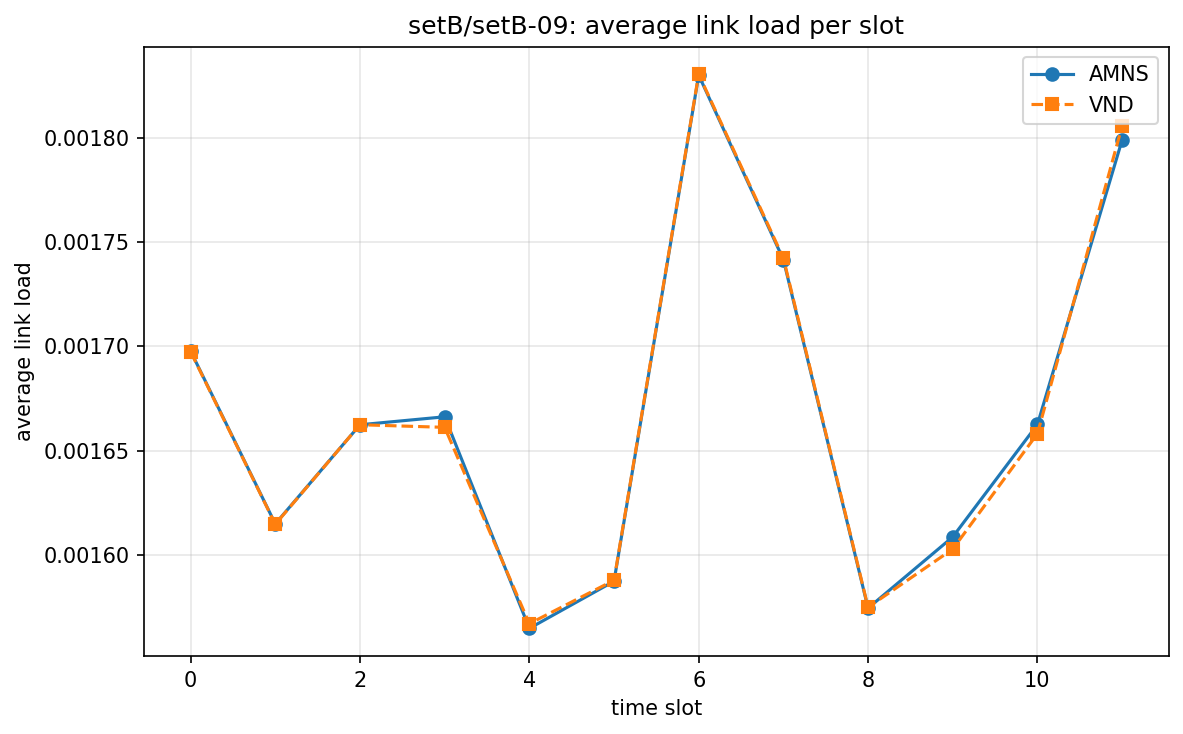 setB/setB-09: average link load per slot
AMNS
VND
average link load
0.00180
0.00175
0.00170
0.00165
0.00160
0
2
4
6
8
10
time slot